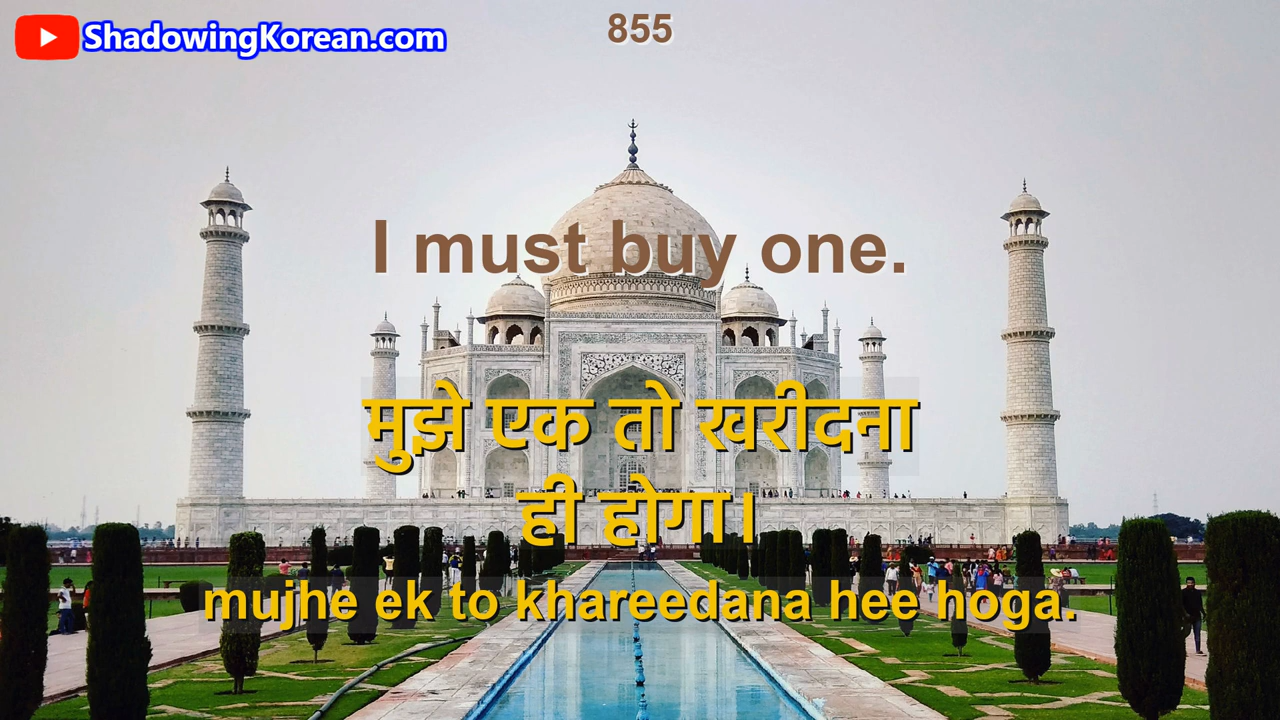 ShadowingKorean.com
855
I must buy one.
मुझे एक तो खरीदना
ही होगा।
mujhe ek to khareedana hee hoga.